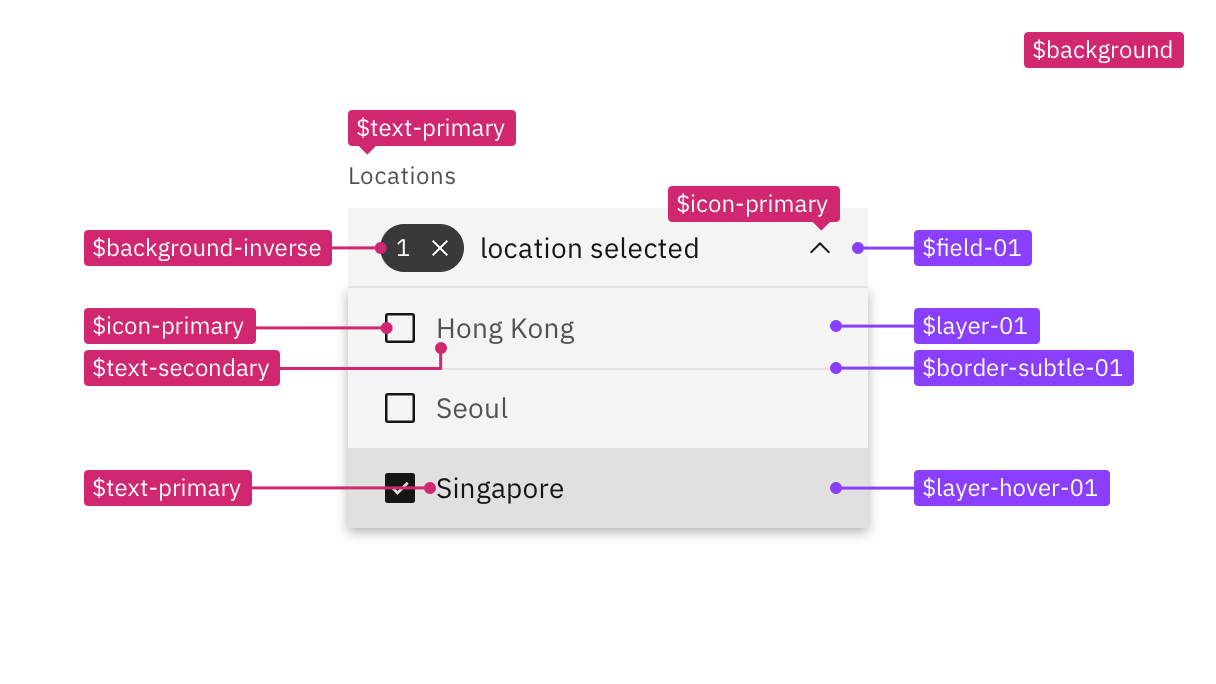 $background
$text-primary
Locations
$icon-primary
$background-inverse
1
location selected
$field-01
$icon-primary
Hong Kong
$layer-01
$text-secondary
$border-subtle-01
Seoul
$text-primary
Singapore
$layer-hover-01